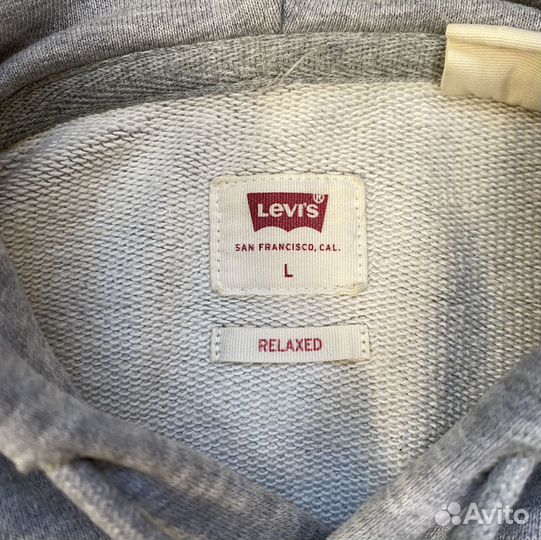 Levi's®
SAN FRANCISCO, CAL.
L
RELAXED
Avito